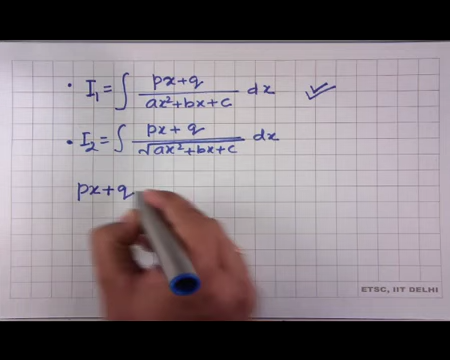 • I₁ = ∫ (px+q)/(ax²+bx+c) dx ✓
• I₂ = ∫ (px+q)/√(ax²+bx+c) dx
px+q
ETSC, IIT DELHI